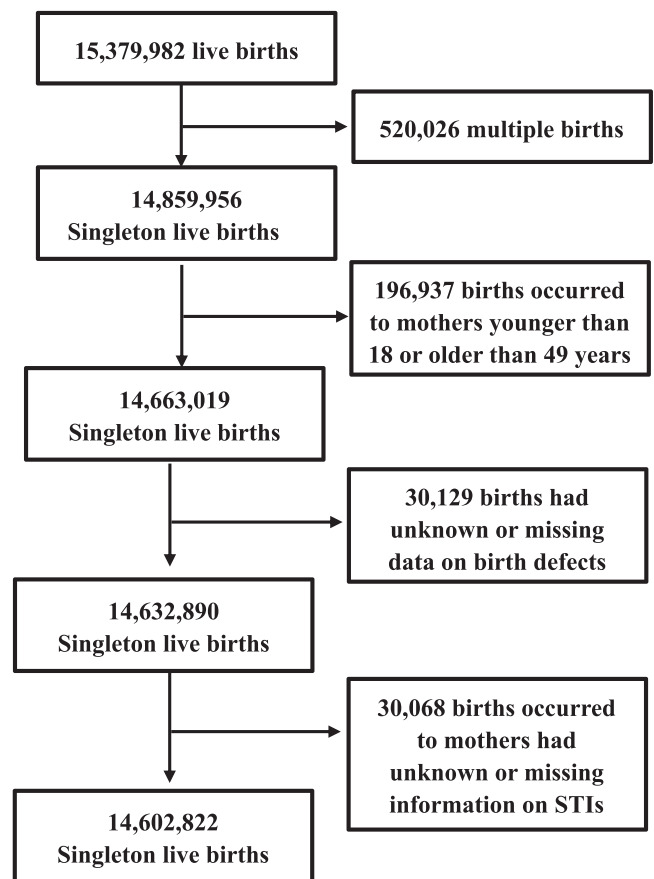 15,379,982 live births
520,026 multiple births
14,859,956
Singleton live births
196,937 births occurred
to mothers younger than
18 or older than 49 years
14,663,019
Singleton live births
30,129 births had
unknown or missing
data on birth defects
14,632,890
Singleton live births
30,068 births occurred
to mothers had
unknown or missing
information on STIs
14,602,822
Singleton live births